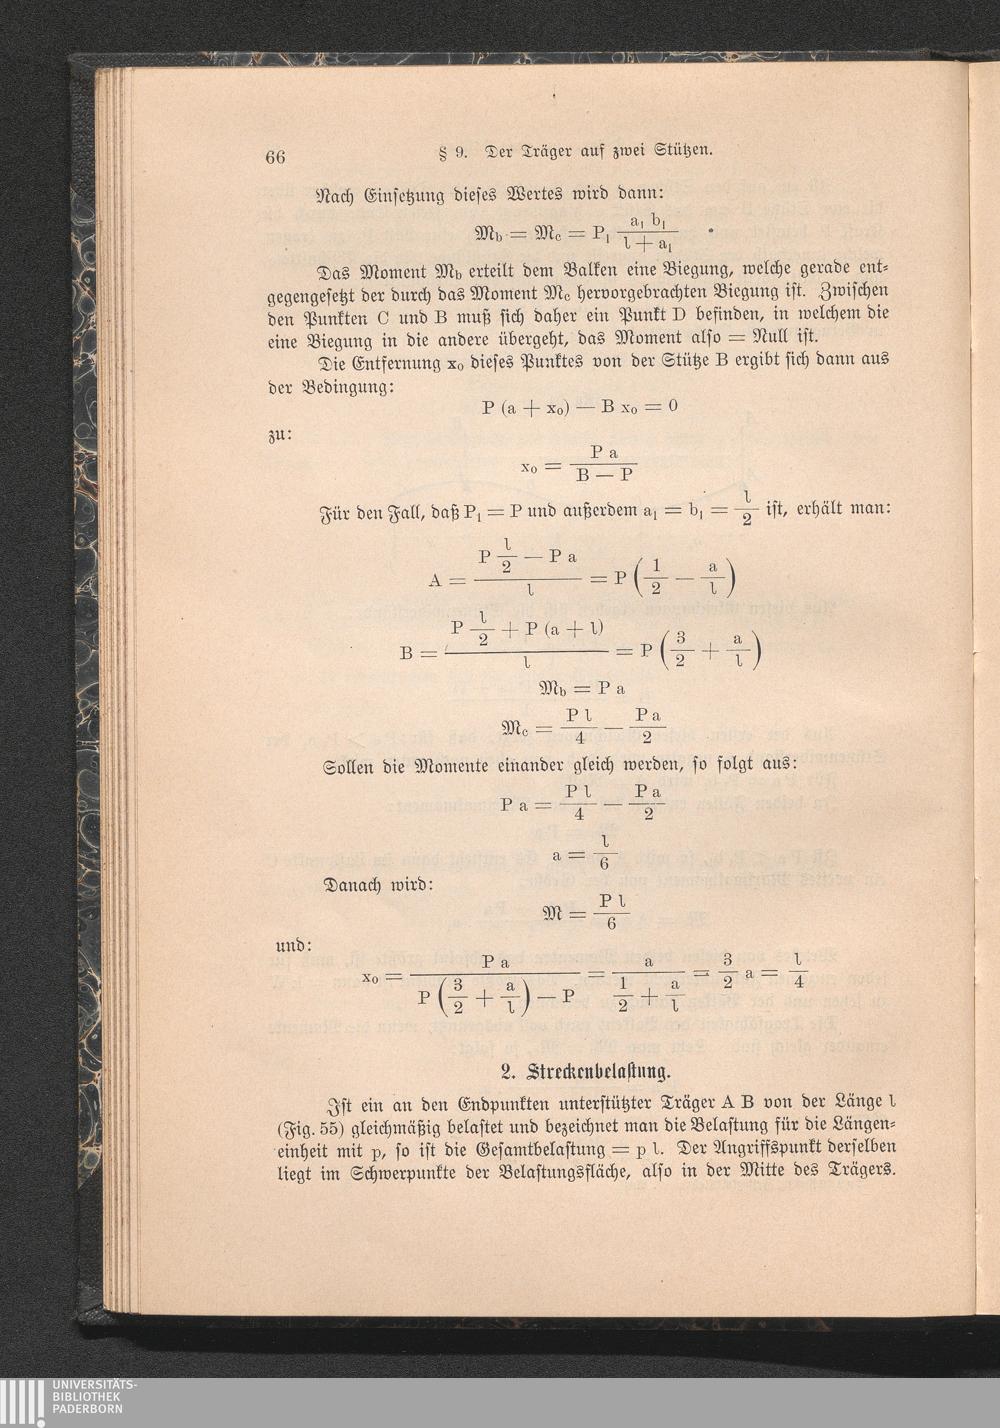 66
§ 9. Der Träger auf zwei Stützen.
Nach Einsetzung dieses Wertes wird dann:
𝔐b = 𝔐c = P₁ a₁ b₁ / (l + a₁)
Das Moment 𝔐b erteilt dem Balken eine Biegung, welche gerade ent-
gegengesetzt der durch das Moment 𝔐c hervorgebrachten Biegung ist. Zwischen
den Punkten C und B muß sich daher ein Punkt D befinden, in welchem die
eine Biegung in die andere übergeht, das Moment also = Null ist.
Die Entfernung x₀ dieses Punktes von der Stütze B ergibt sich dann aus
der Bedingung:
P (a + x₀) — B x₀ = 0
zu:
x₀ = P a / (B — P)
Für den Fall, daß P₁ = P und außerdem a₁ = b₁ = l/2 ist, erhält man:
A = (P l/2 — P a) / l = P (1/2 — a/l)
B = (P l/2 + P (a + l)) / l = P (3/2 + a/l)
𝔐b = P a
𝔐c = P l/4 — P a/2
Sollen die Momente einander gleich werden, so folgt aus:
P a = P l/4 — P a/2
a = l/6
Danach wird:
𝔐 = P l/6
und:
x₀ = P a / (P (3/2 + a/l) — P) = a / (1/2 + a/l) = 3/2 a = l/4
2. Streckenbelastung.
Ist ein an den Endpunkten unterstützter Träger A B von der Länge l
(Fig. 55) gleichmäßig belastet und bezeichnet man die Belastung für die Längen-
einheit mit p, so ist die Gesamtbelastung = p l. Der Angriffspunkt derselben
liegt im Schwerpunkte der Belastungsfläche, also in der Mitte des Trägers.
UNIVERSITÄTS-
BIBLIOTHEK
PADERBORN